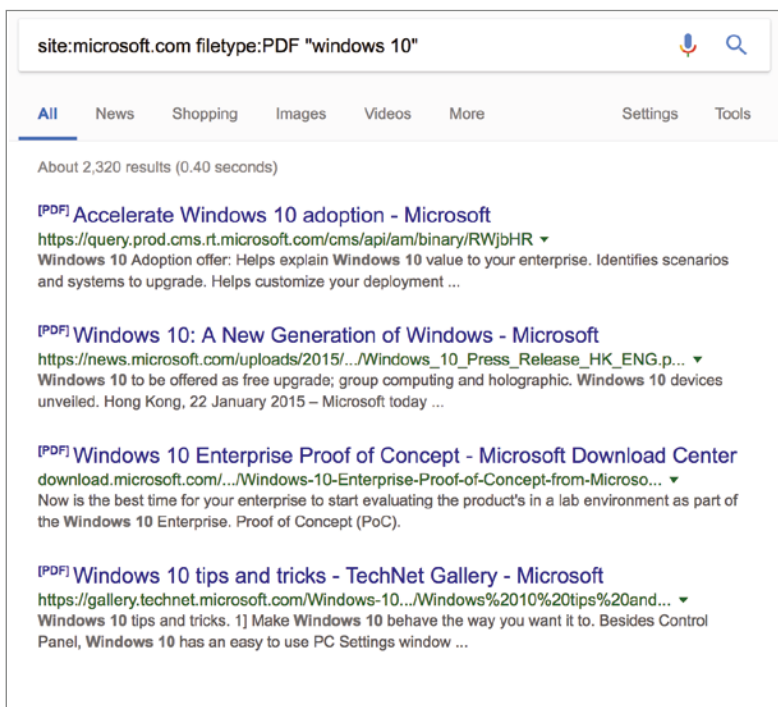 site:microsoft.com filetype:PDF "windows 10"
All News Shopping Images Videos More Settings Tools
About 2,320 results (0.40 seconds)
[PDF] Accelerate Windows 10 adoption - Microsoft
https://query.prod.cms.rt.microsoft.com/cms/api/am/binary/RWjbHR
Windows 10 Adoption offer: Helps explain Windows 10 value to your enterprise. Identifies scenarios
and systems to upgrade. Helps customize your deployment ...
[PDF] Windows 10: A New Generation of Windows - Microsoft
https://news.microsoft.com/uploads/2015/.../Windows_10_Press_Release_HK_ENG.p...
Windows 10 to be offered as free upgrade; group computing and holographic. Windows 10 devices
unveiled. Hong Kong, 22 January 2015 – Microsoft today ...
[PDF] Windows 10 Enterprise Proof of Concept - Microsoft Download Center
download.microsoft.com/.../Windows-10-Enterprise-Proof-of-Concept-from-Microso...
Now is the best time for your enterprise to start evaluating the product's in a lab environment as part of
the Windows 10 Enterprise. Proof of Concept (PoC).
[PDF] Windows 10 tips and tricks - TechNet Gallery - Microsoft
https://gallery.technet.microsoft.com/Windows-10.../Windows%2010%20tips%20and...
Windows 10 tips and tricks. 1] Make Windows 10 behave the way you want it to. Besides Control
Panel, Windows 10 has an easy to use PC Settings window ...